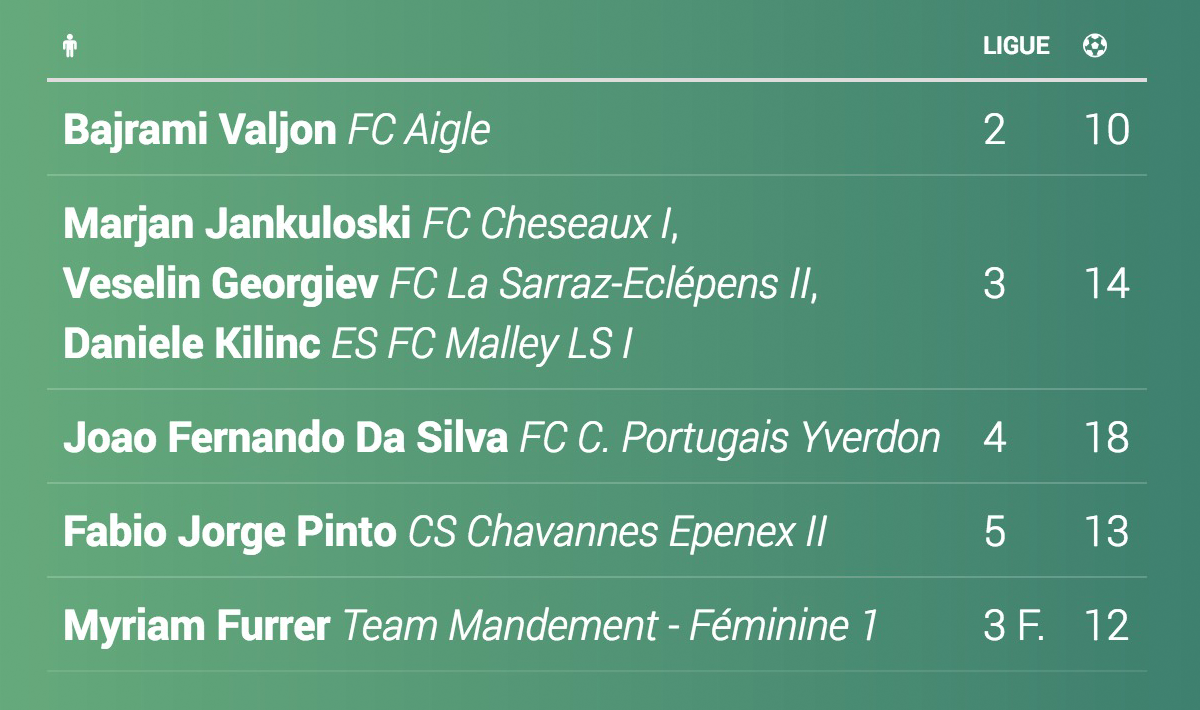 LIGUE
Bajrami Valjon FC Aigle 2 10
Marjan Jankuloski FC Cheseaux I,
Veselin Georgiev FC La Sarraz-Eclépens II, 3 14
Daniele Kilinc ES FC Malley LS I
Joao Fernando Da Silva FC C. Portugais Yverdon 4 18
Fabio Jorge Pinto CS Chavannes Epenex II 5 13
Myriam Furrer Team Mandement - Féminine 1 3 F. 12